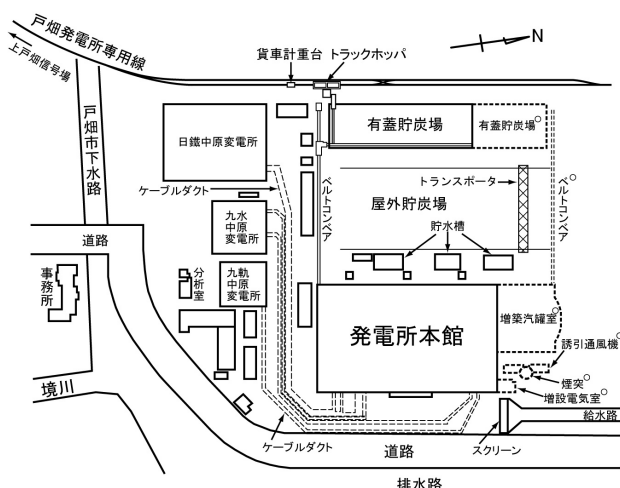 戸畑発電所専用線
上戸畑信号場
N
貨車計重台
トラックホッパ
有蓋貯炭場
有蓋貯炭場○
日鐵中原変電所
戸畑市下水路
ケーブルダクト
ベルトコンベア
トランスポータ
屋外貯炭場
ベルトコンベア○
九水
中原
変電所
貯水槽
道路
事務所
分析室
九軌
中原
変電所
発電所本館
増築汽罐室○
誘引通風機○
煙突○
増設電気室○
境川
給水路
ケーブルダクト
道路
スクリーン
排水路